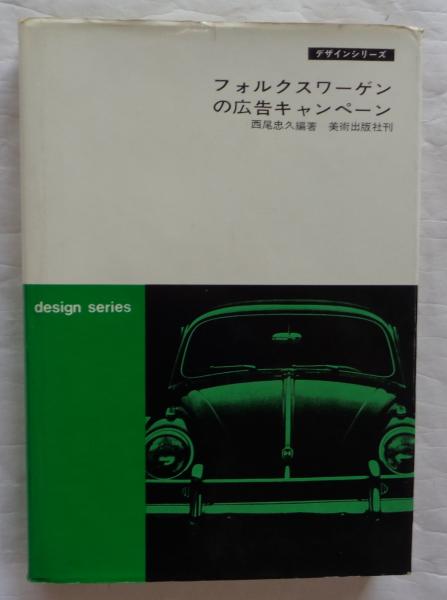 デザインシリーズ
フォルクスワーゲン
の広告キャンペーン
西尾忠久編著　美術出版社刊
design series